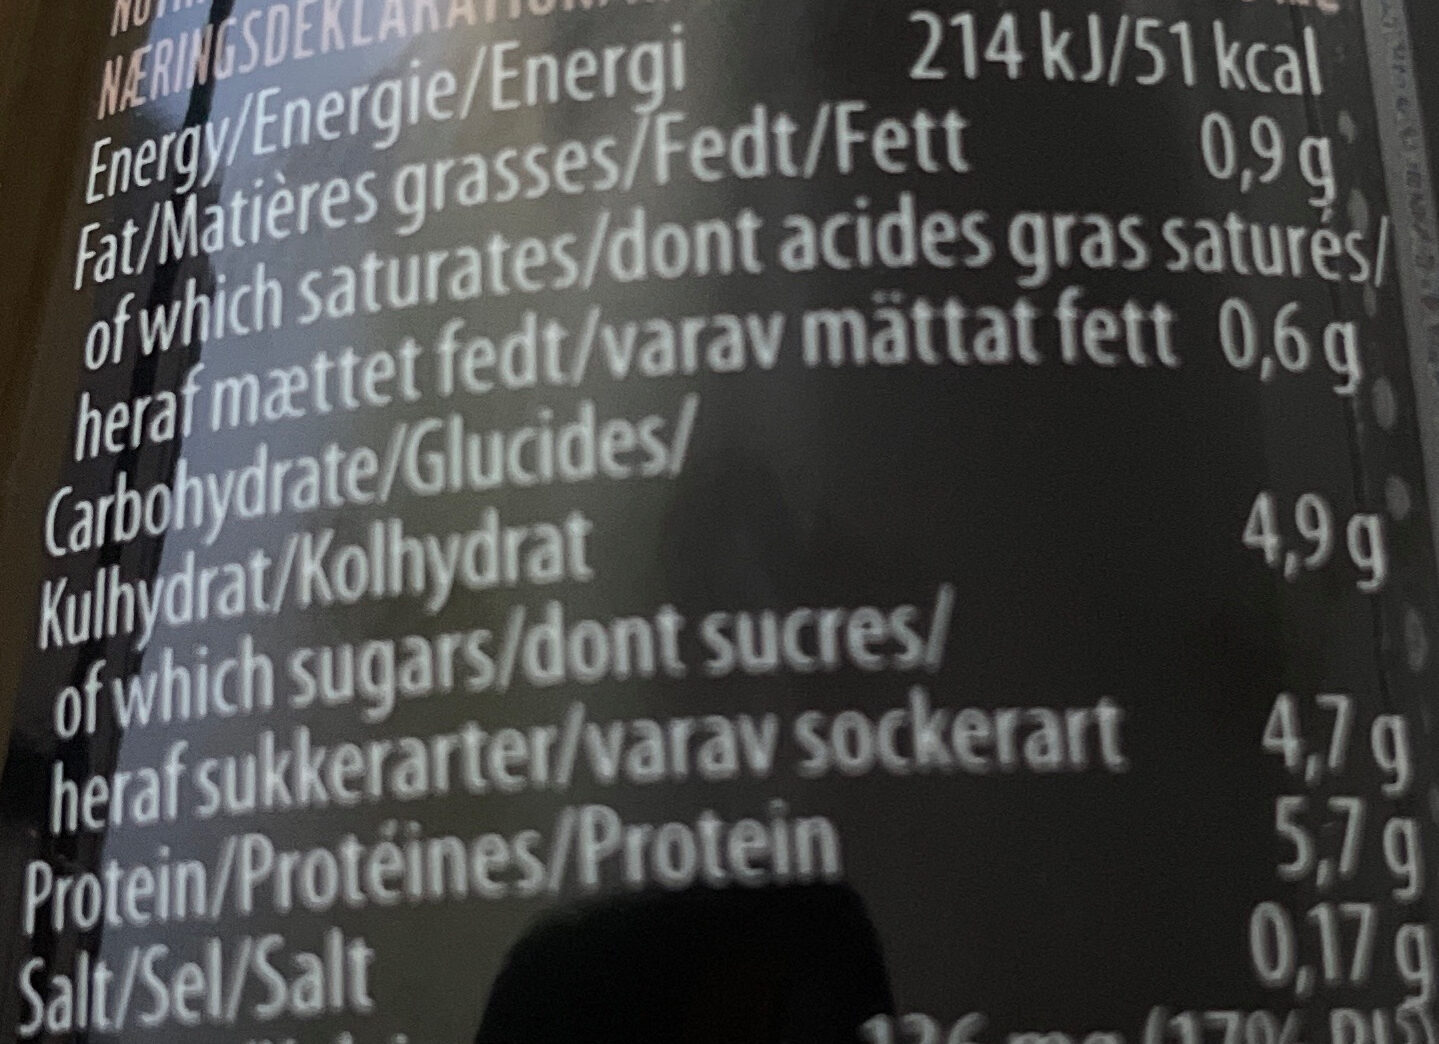 NÆRINGSDEKLARATION
Energy/Energie/Energi 214 kJ/51 kcal
Fat/Matières grasses/Fedt/Fett 0,9 g
of which saturates/dont acides gras saturés/
heraf mættet fedt/varav mättat fett 0,6 g
Carbohydrate/Glucides/
Kulhydrat/Kolhydrat 4,9 g
of which sugars/dont sucres/
heraf sukkerarter/varav sockerart 4,7 g
Protein/Protéines/Protein 5,7 g
Salt/Sel/Salt 0,17 g